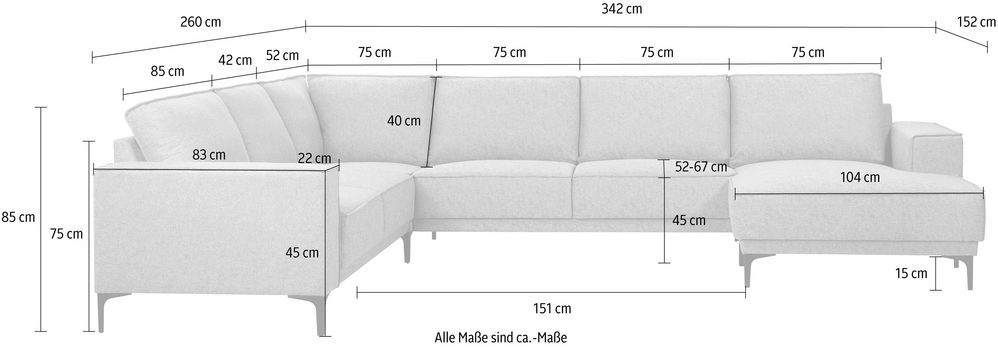 342 cm
260 cm
152 cm
52 cm
42 cm
85 cm
75 cm
75 cm
75 cm
75 cm
40 cm
83 cm
22 cm
52-67 cm
104 cm
85 cm
75 cm
45 cm
45 cm
15 cm
151 cm
Alle Maße sind ca.-Maße